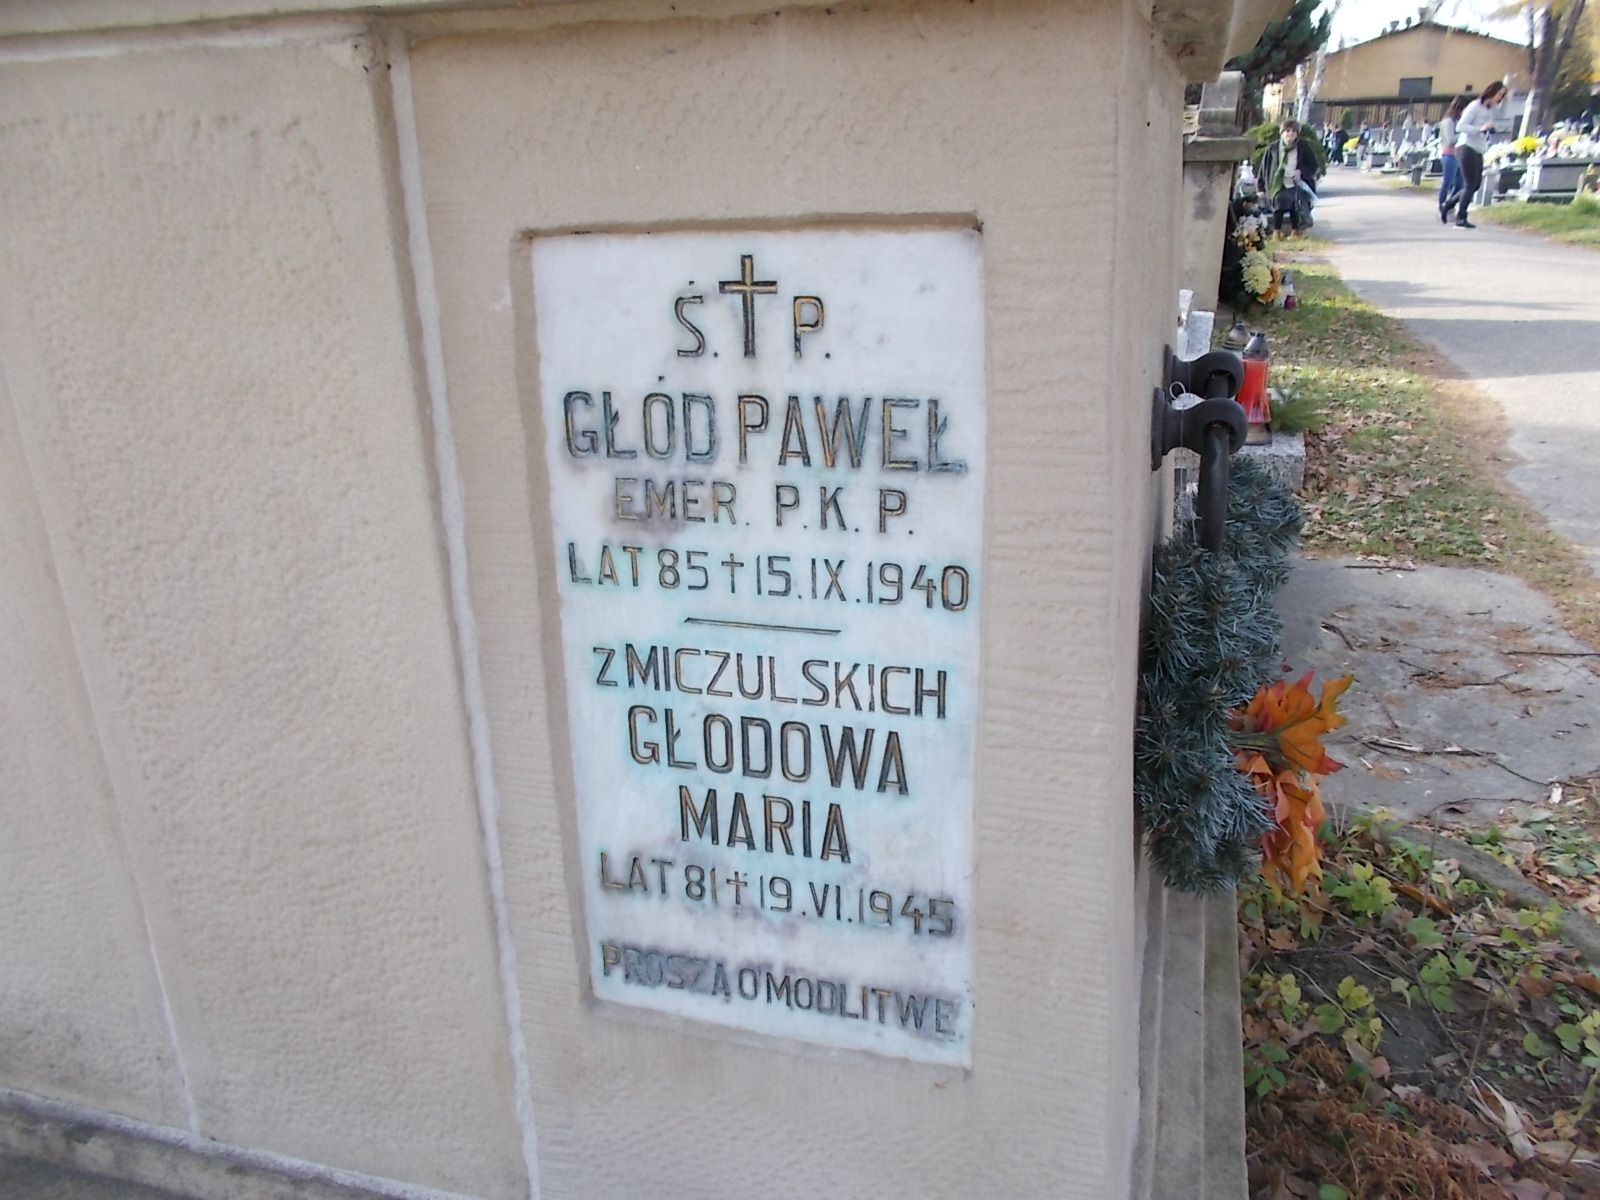 Ś. † P.
GŁÓD PAWEŁ
EMER. P.K.P.
LAT 85 † 15.IX.1940
Z MICZULSKICH
GŁODOWA
MARIA
LAT 81 † 19.VI.1945
PROSZĄ O MODLITWĘ.